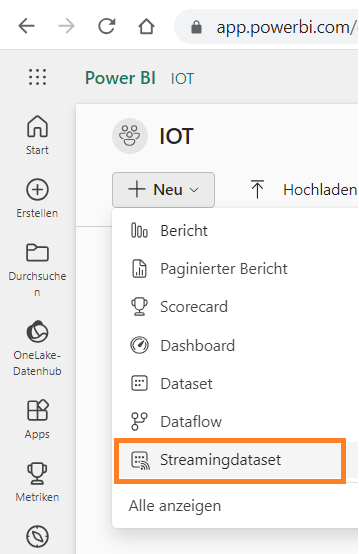 app.powerbi.com/
Power BI IOT
IOT
Start
Neu
Hochladen
Erstellen
Bericht
Durchsuche
n
Paginierter Bericht
Scorecard
OneLake-
Datenhub
Dashboard
Dataset
Apps
Dataflow
Streamingdataset
Metriken
Alle anzeigen